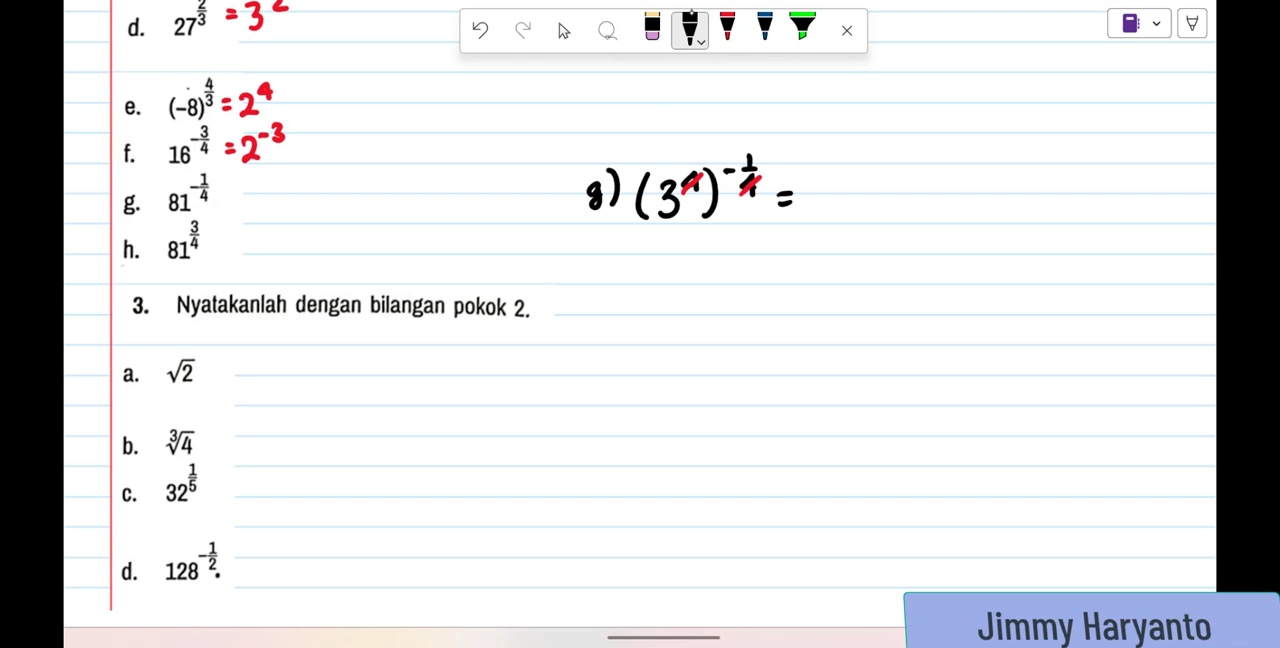 d. 27^(2/3) = 3^2
e. (–8)^(4/3) = 2^4
f. 16^(–3/4) = 2^(–3)
g. 81^(–1/4)
g) (3^4)^(-1/4) =
h. 81^(3/4)
3. Nyatakanlah dengan bilangan pokok 2.
a. √2
b. ∛4
c. 32^(1/5)
d. 128^(–1/2).
Jimmy Haryanto